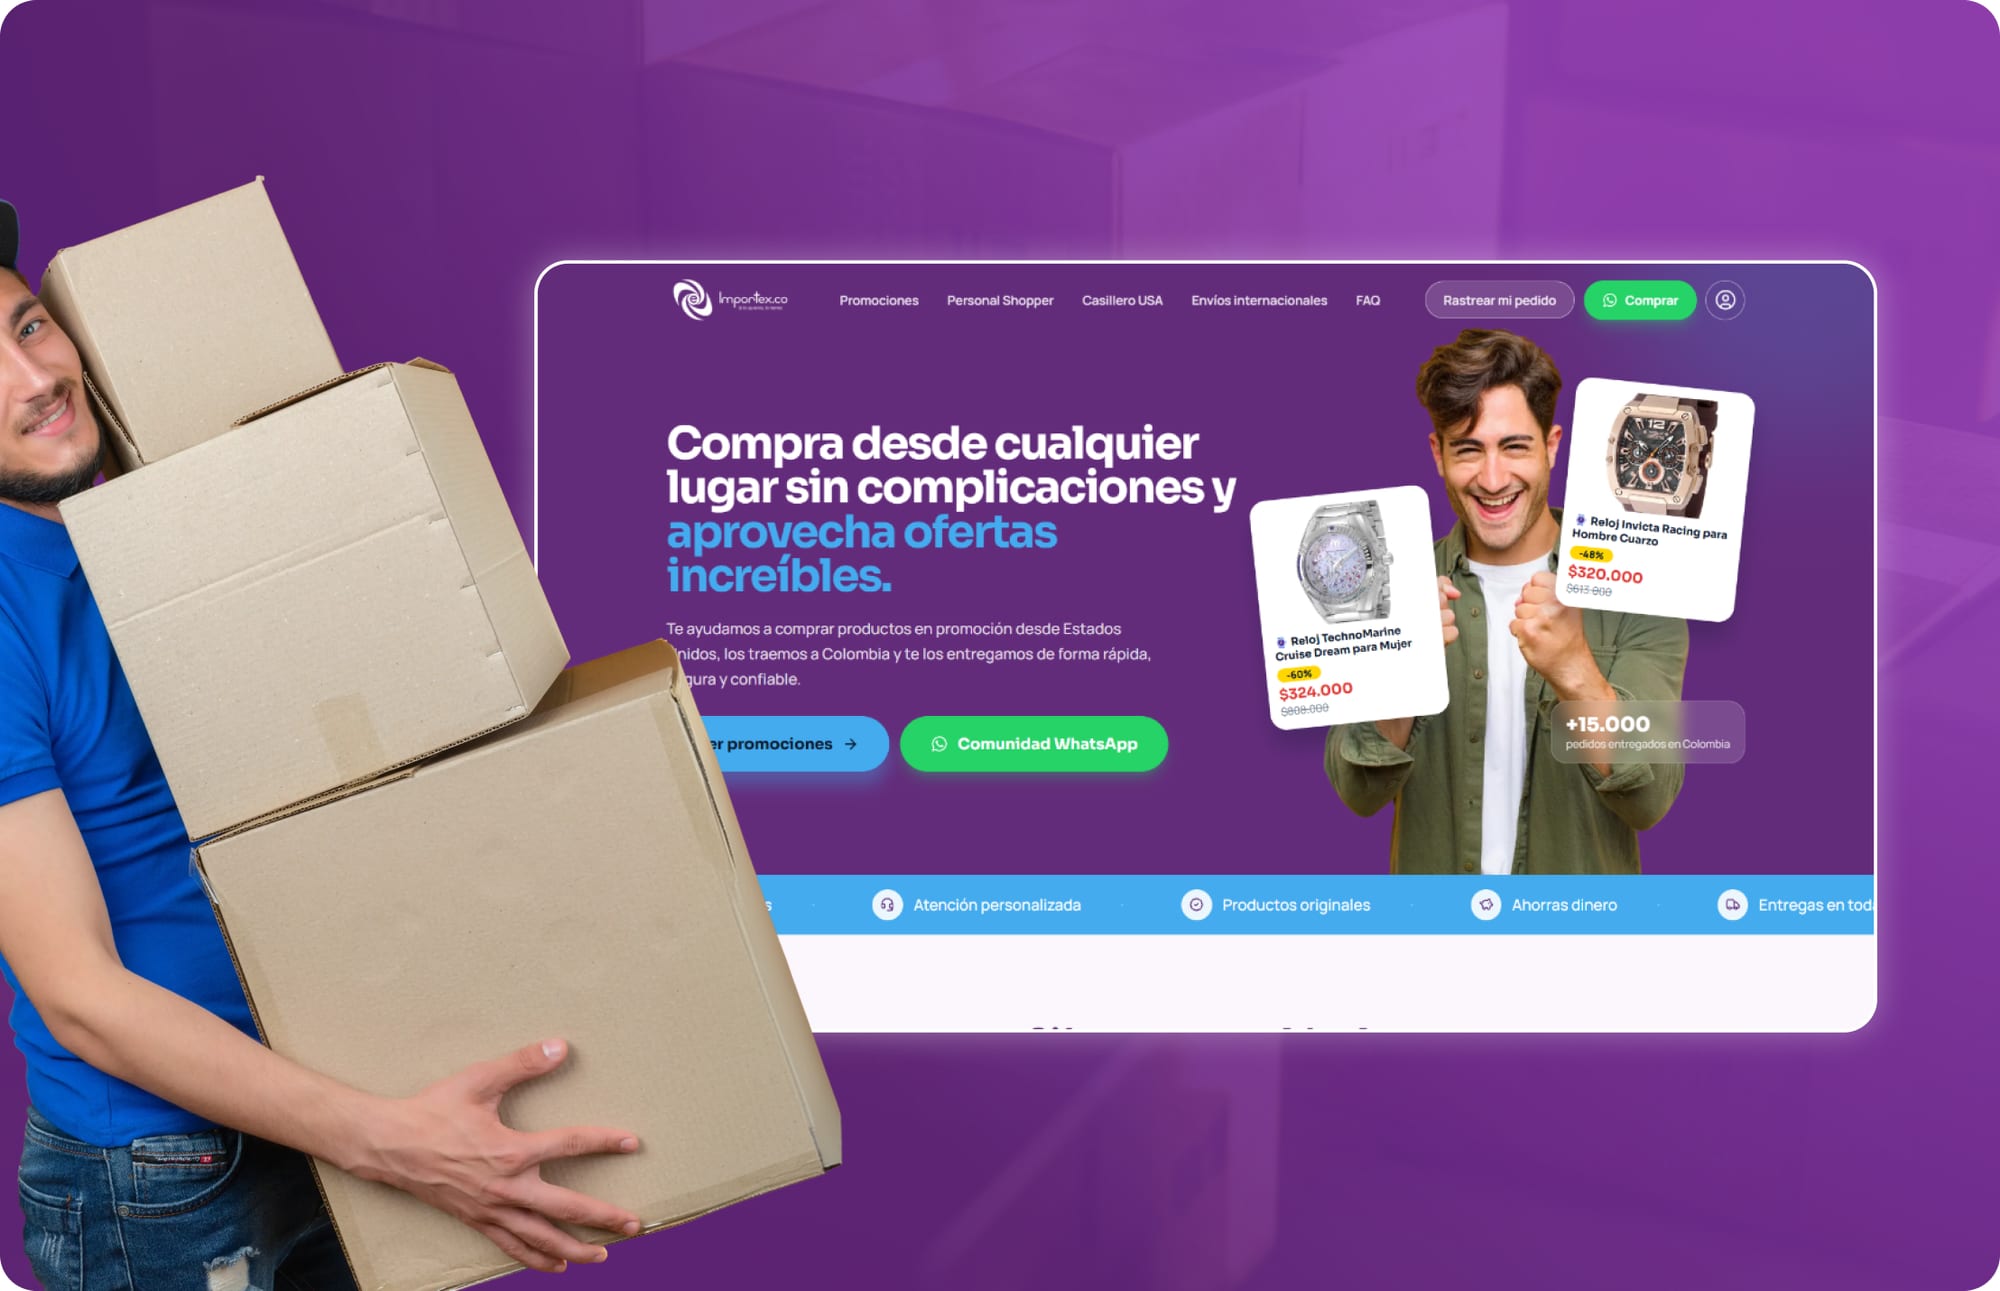 Importex.co
Promociones
Personal Shopper
Casillero USA
Envíos internacionales
FAQ
Rastrear mi pedido
Comprar
Compra desde cualquier
lugar sin complicaciones y
aprovecha ofertas
increíbles.
Te ayudamos a comprar productos en promoción desde Estados
nidos, los traemos a Colombia y te los entregamos de forma rápida,
gura y confiable.
er promociones
Comunidad WhatsApp
Reloj TechnoMarine
Cruise Dream para Mujer
-60%
$324.000
$808.000
Reloj Invicta Racing para
Hombre Cuarzo
-48%
$320.000
$613.000
+15.000
pedidos entregados en Colombia
s
Atención personalizada
Productos originales
Ahorras dinero
Entregas en toda